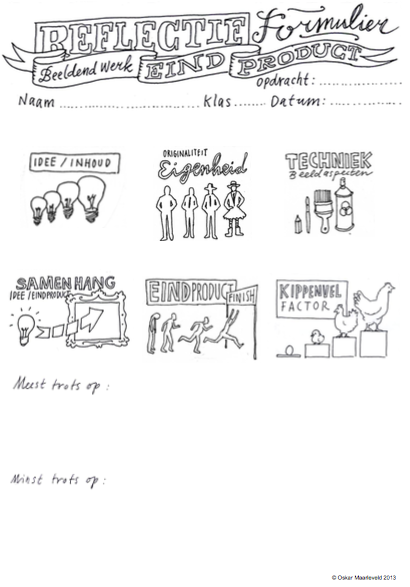 REFLECTIE Formulier
Beeldend Werk EIND PRODUCT
opdracht:
Naam Klas Datum:
IDEE / INHOUD
ORIGINALITEIT
Eigenheid
TECHNIEK
Beeldaspecten
SAMENHANG
IDEE / EINDPRODUCT
EINDPRODUCT
FINISH
KIPPENVEL
FACTOR
Meest trots op:
Minst trots op:
© Oskar Maarleveld 2013